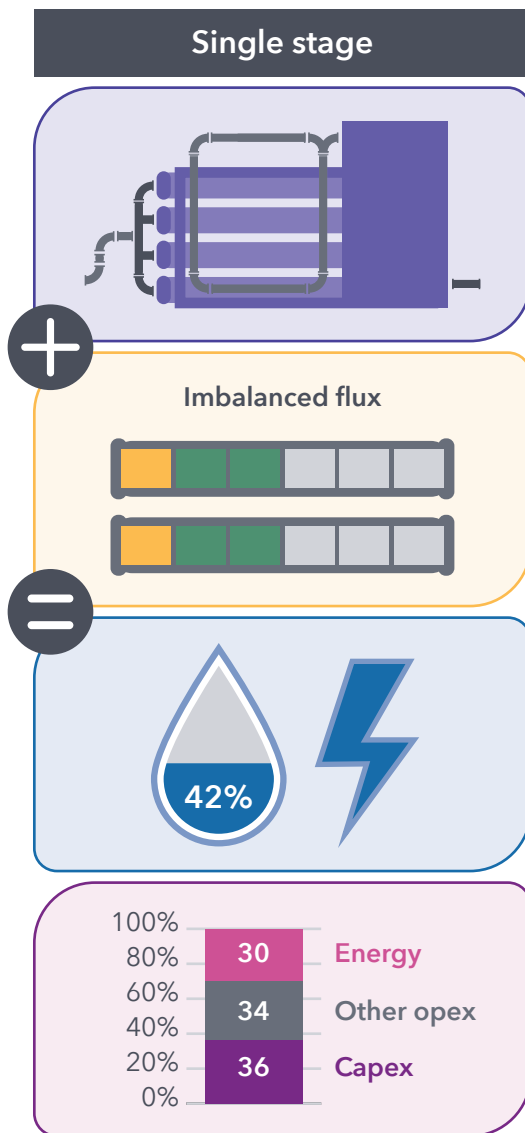 Single stage
Imbalanced flux
42%
100%
80%
60%
40%
20%
0%
30
Energy
34
Other opex
36
Capex